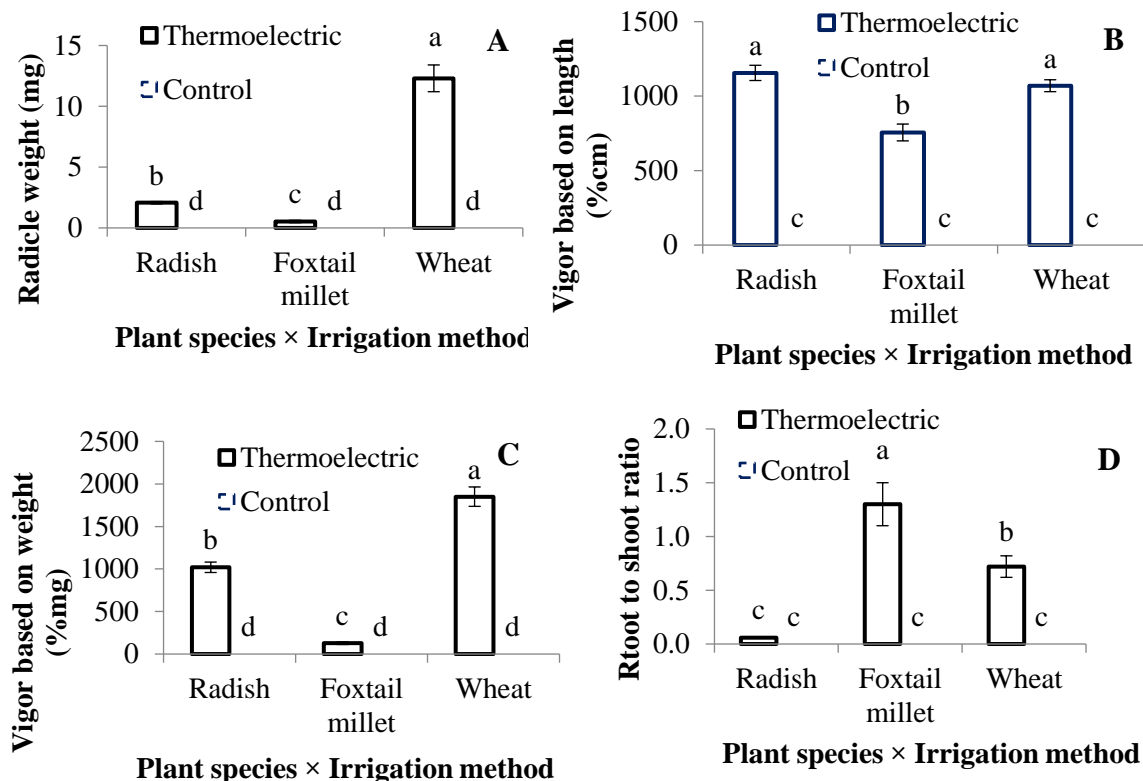 Thermoelectric
Control
A
Radicle weight (mg)
15
10
5
0
a
b
d
c
d
d
Radish
Foxtail
millet
Wheat
Plant species × Irrigation method
Thermoelectric
Control
B
Vigor based on length
(%cm)
1500
1000
500
0
a
b
a
c
c
c
Radish
Foxtail
millet
Wheat
Plant species × Irrigation method
Thermoelectric
Control
C
Vigor based on weight
(%mg)
2500
2000
1500
1000
500
0
a
b
d
c
d
d
Radish
Foxtail
millet
Wheat
Plant species × Irrigation method
Thermoelectric
Control
D
Rtoot to shoot ratio
2.0
1.5
1.0
0.5
0.0
a
b
c
c
c
c
Radish
Foxtail
millet
Wheat
Plant species × Irrigation method